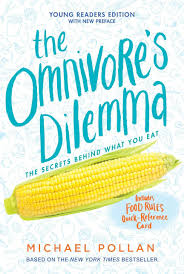 YOUNG READERS EDITION
WITH NEW PREFACE
the
OMNIVORE'S
DILEMMA
THE SECRETS BEHIND WHAT YOU EAT
Includes
FOOD RULES
Quick-Reference
Card
MICHAEL POLLAN
BASED ON THE NEW YORK TIMES BESTSELLER.